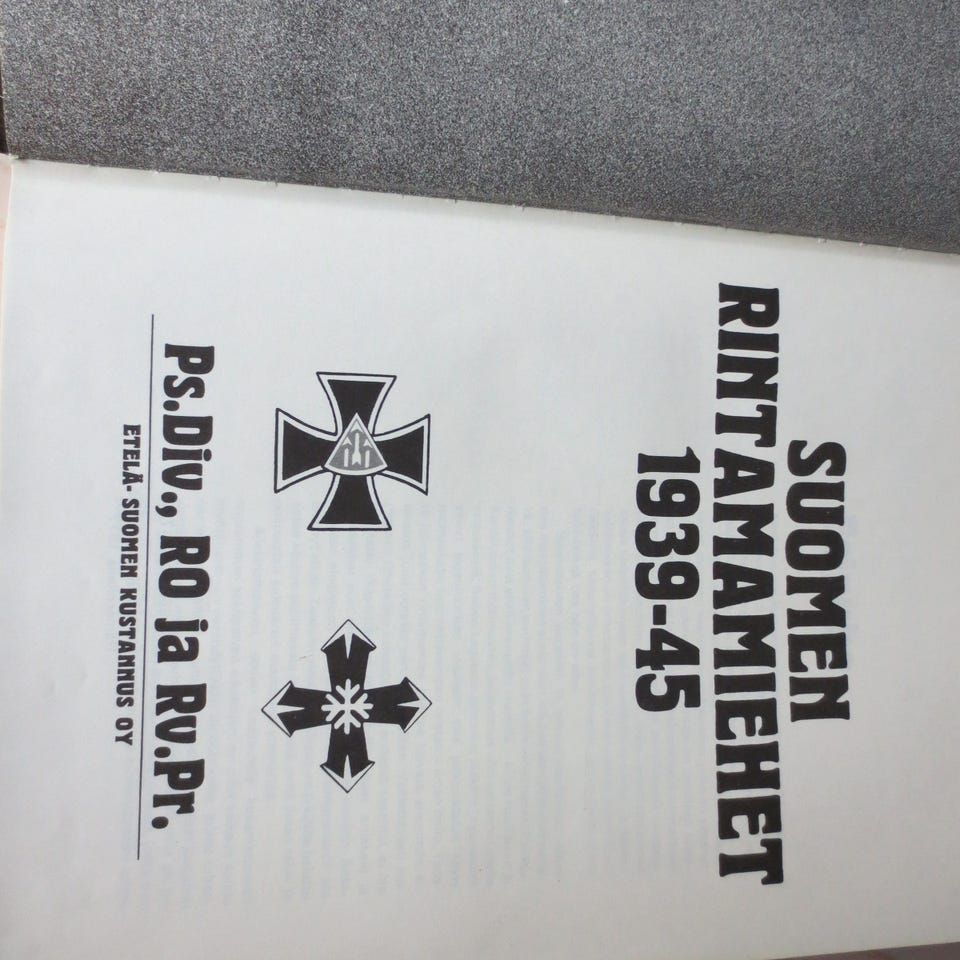 SUOMEN
RINTAMAMIEHET
1939-45
Ps.Div., RO ja Rv.Pr.
ETELÄ- SUOMEN KUSTANNUS OY